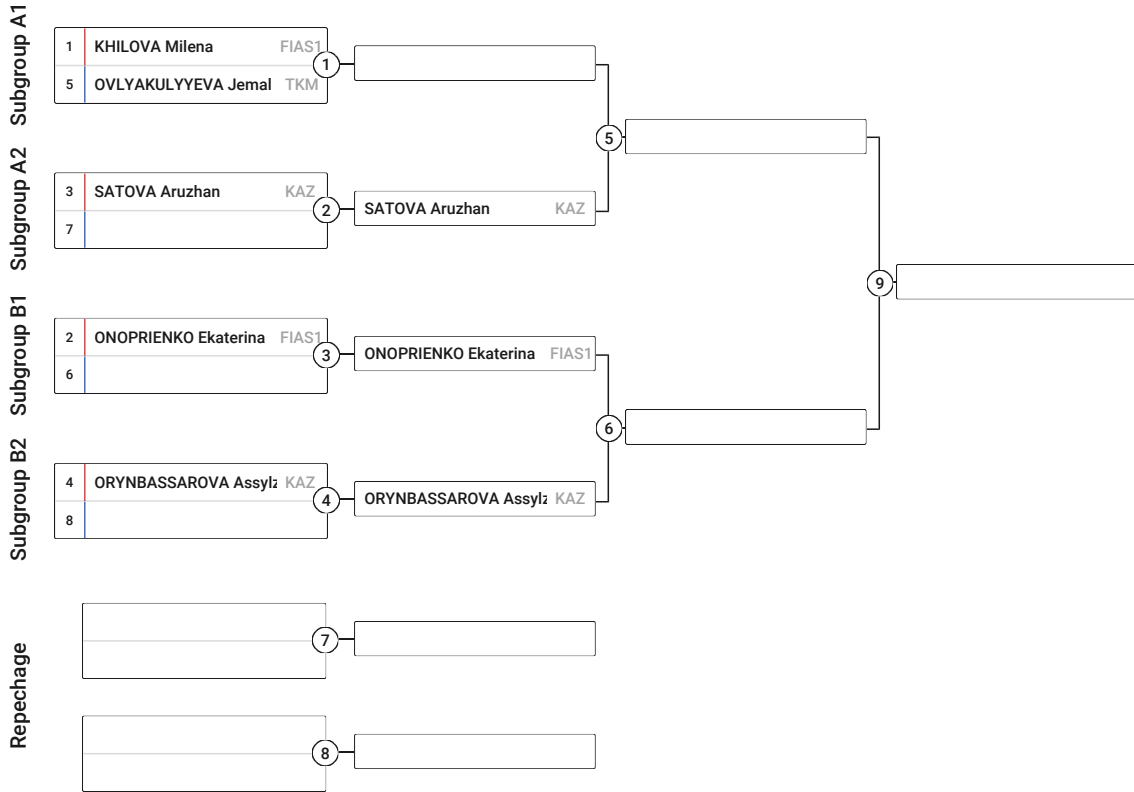 Subgroup A1
1 KHILOVA Milena FIAS1
5 OVLYAKULYYEVA Jemal TKM
1
5
Subgroup A2
3 SATOVA Aruzhan KAZ
7
2
SATOVA Aruzhan KAZ
9
Subgroup B1
2 ONOPRIENKO Ekaterina FIAS1
6
3
ONOPRIENKO Ekaterina FIAS1
6
Subgroup B2
4 ORYNBASSAROVA Assylz KAZ
8
4
ORYNBASSAROVA Assylz KAZ
Repechage
7
8